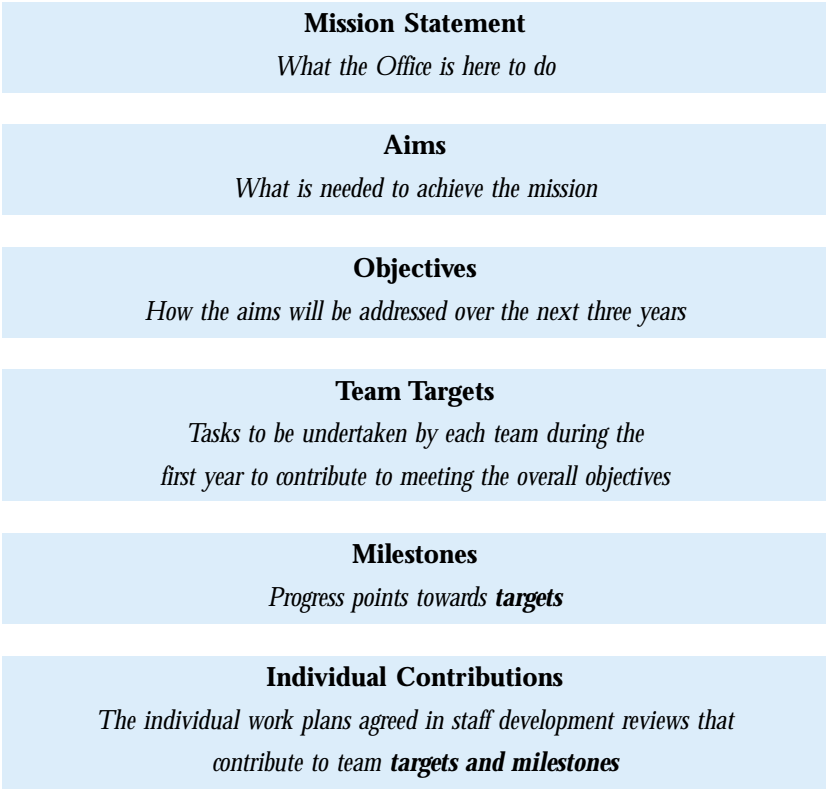 Mission Statement
What the Office is here to do
Aims
What is needed to achieve the mission
Objectives
How the aims will be addressed over the next three years
Team Targets
Tasks to be undertaken by each team during the
first year to contribute to meeting the overall objectives
Milestones
Progress points towards targets
Individual Contributions
The individual work plans agreed in staff development reviews that
contribute to team targets and milestones